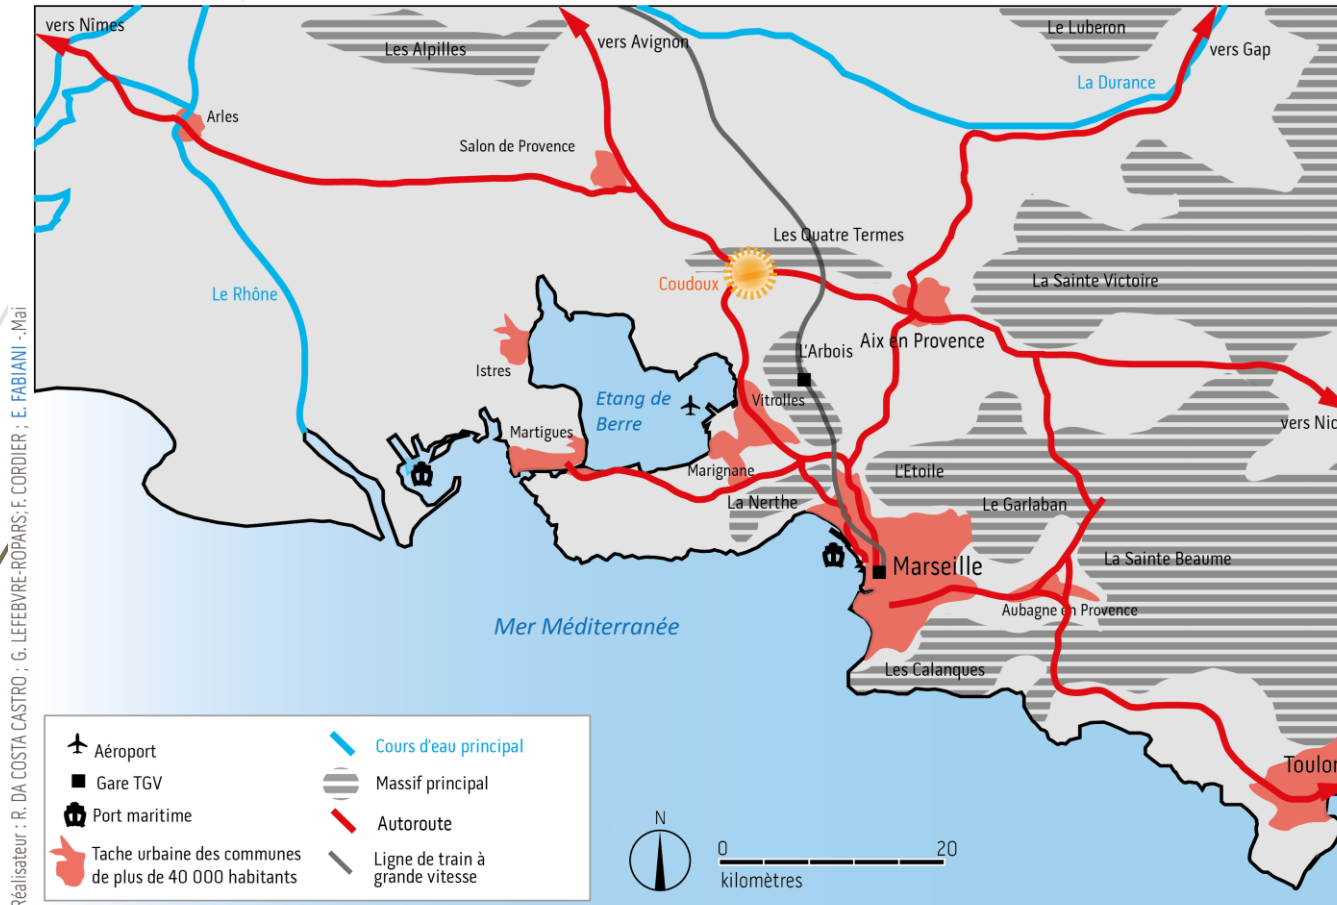 vers Nîmes
Les Alpilles
vers Avignon
Le Luberon
vers Gap
La Durance
Arles
Salon de Provence
Les Quatre Termes
Coudoux
La Sainte Victoire
Le Rhône
L'Arbois
Aix en Provence
Istres
Etang de
Berre
Vitrolles
vers Nic
Martigues
Marignane
L'Etoile
La Nerthe
Le Garlaban
Marseille
La Sainte Beaume
Aubagne en Provence
Mer Méditerranée
Les Calanques
Toulon
Aéroport
Gare TGV
Port maritime
Tache urbaine des communes
de plus de 40 000 habitants
Cours d'eau principal
Massif principal
Autoroute
Ligne de train à
grande vitesse
N
0 20
kilomètres
Réalisateur : R. DA COSTA CASTRO ; G. LEFEBVRE-ROPARS; F. CORDIER ; E. FABIANI -.Mai